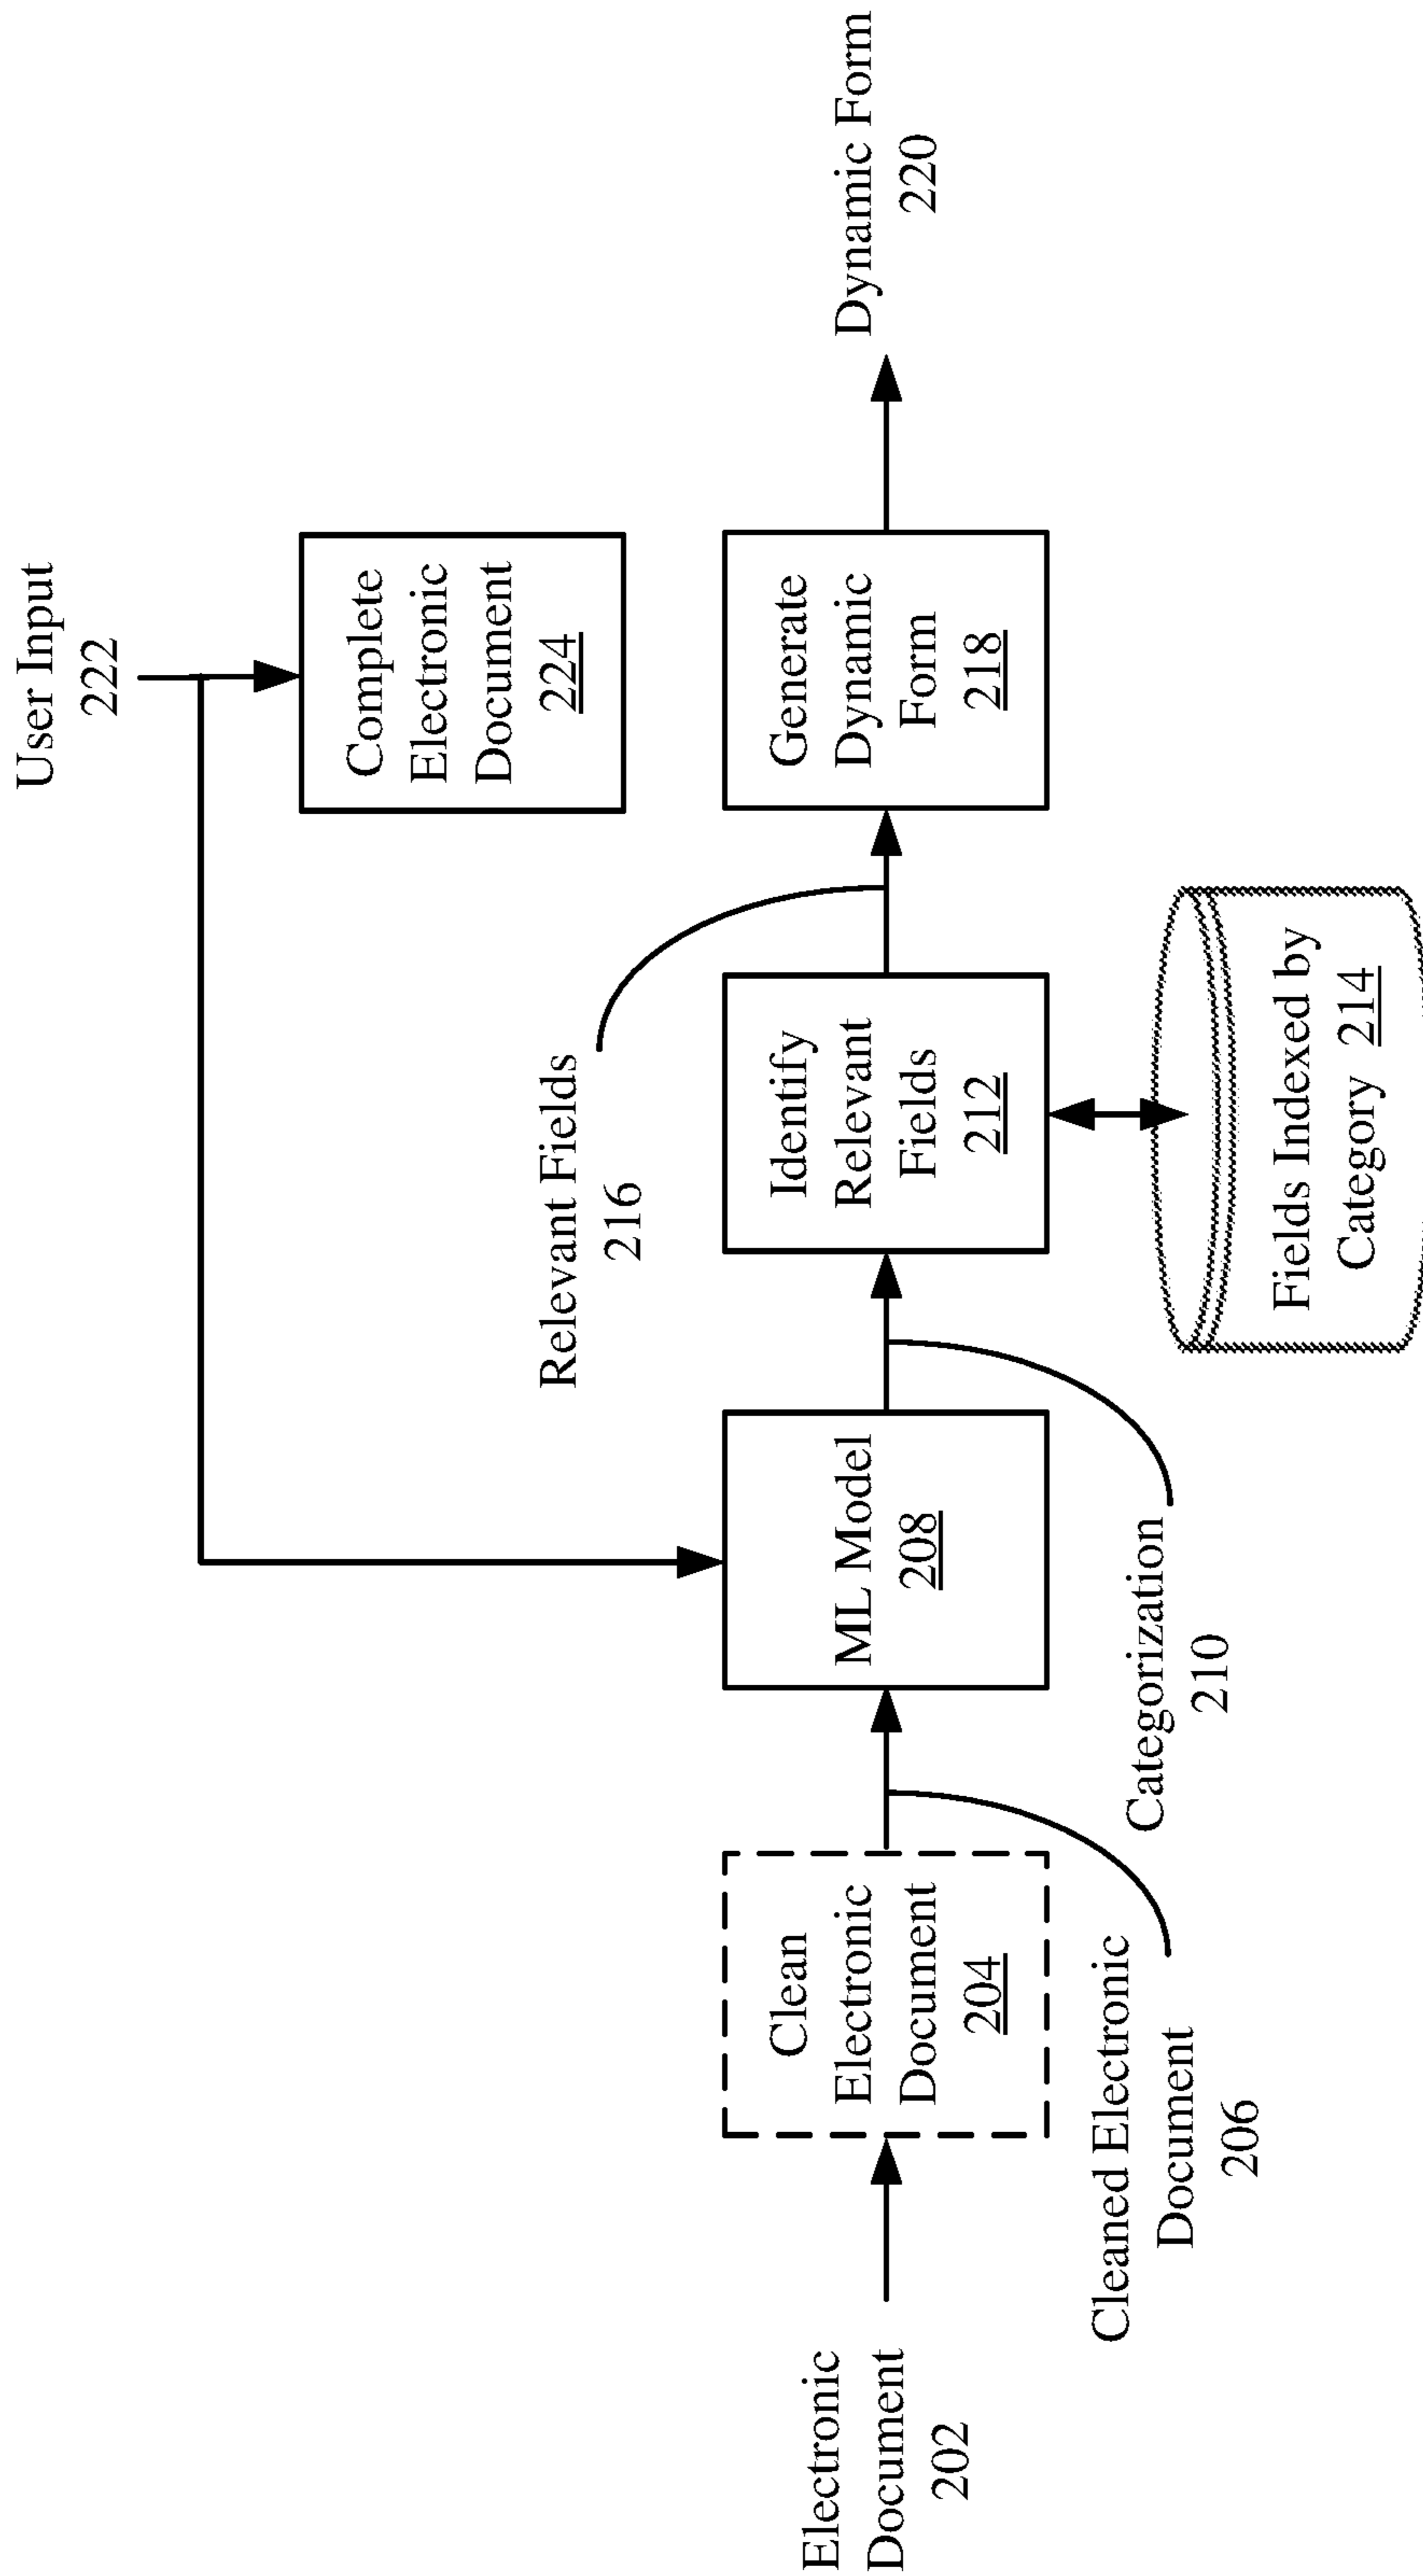 User Input
222
Complete
Electronic
Document
224
Relevant Fields
216
Electronic
Document
202
Clean
Electronic
Document
204
ML Model
208
Identify
Relevant
Fields
212
Generate
Dynamic
Form
218
Dynamic Form
220
Cleaned Electronic
Document
206
Categorization
210
Fields Indexed by
Category 214